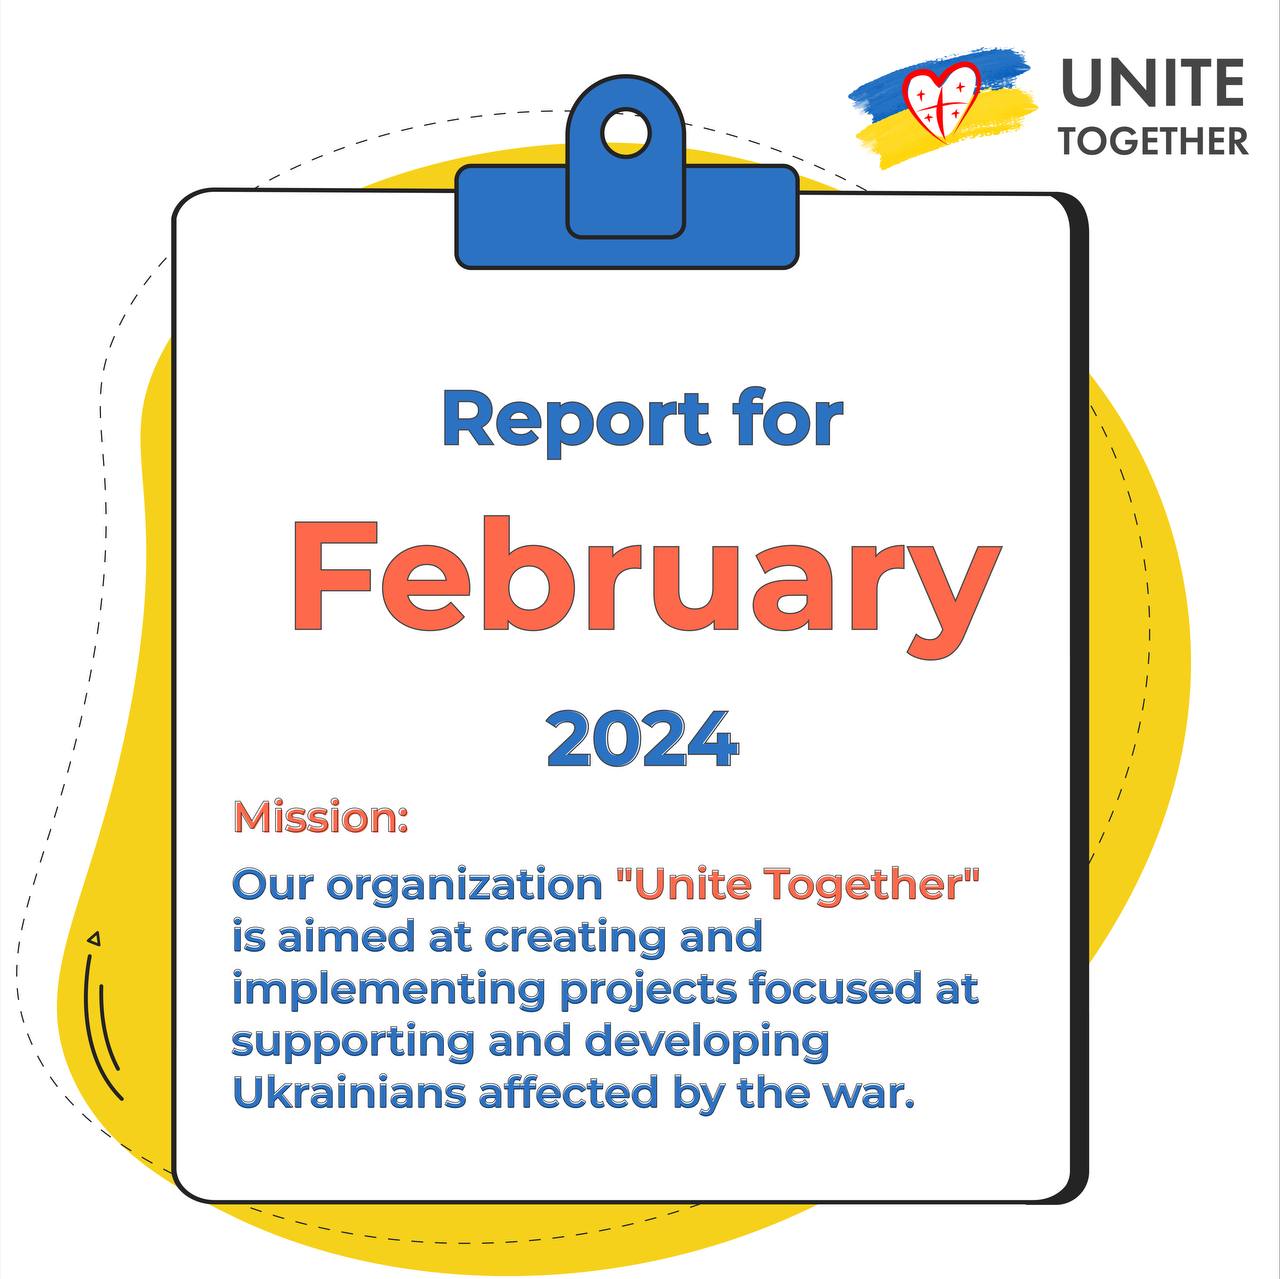 UNITE
TOGETHER
Report for
February
2024
Mission:
Our organization "Unite Together"
is aimed at creating and
implementing projects focused at
supporting and developing
Ukrainians affected by the war.